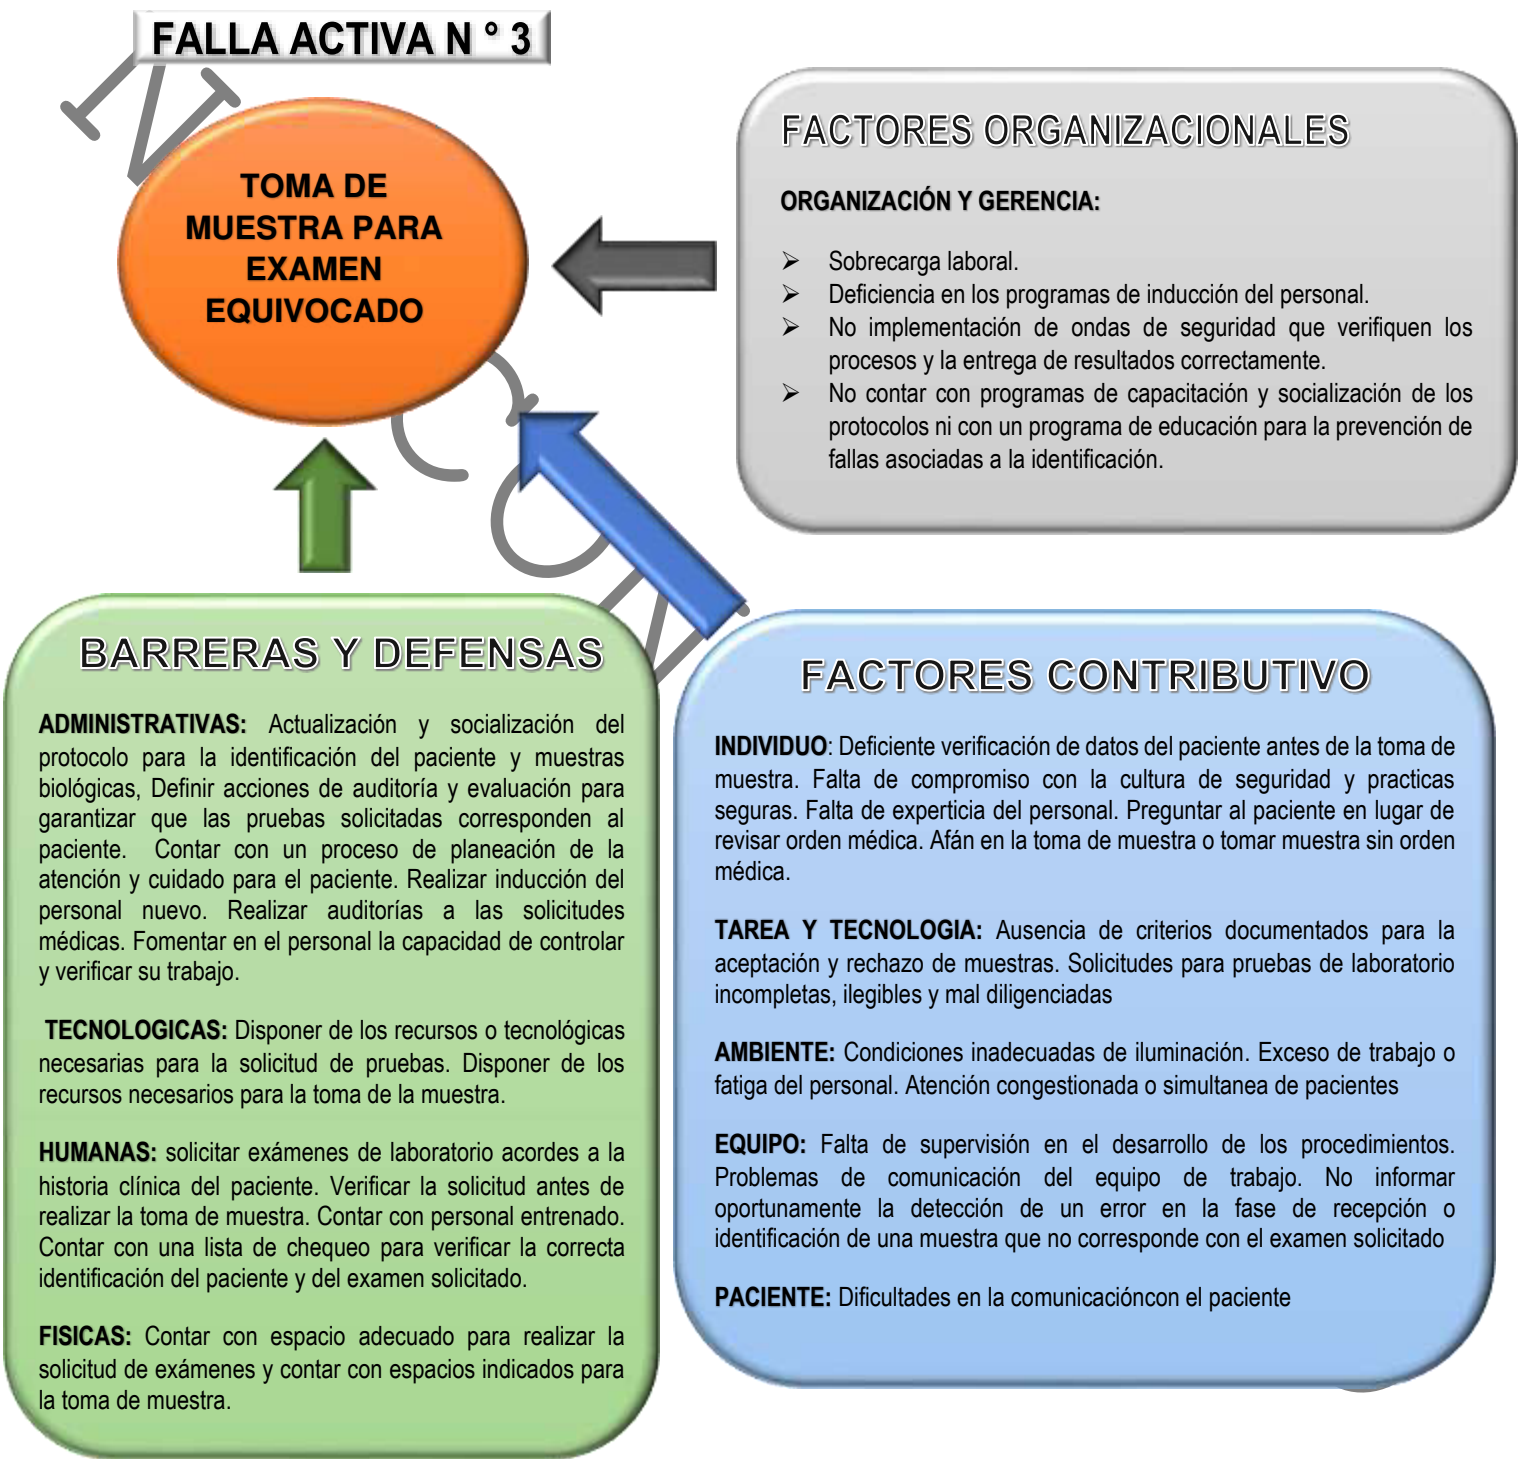 FALLA ACTIVA N ° 3
TOMA DE
MUESTRA PARA
EXAMEN
EQUIVOCADO
FACTORES ORGANIZACIONALES
ORGANIZACIÓN Y GERENCIA:
➢ Sobrecarga laboral.
➢ Deficiencia en los programas de inducción del personal.
➢ No implementación de ondas de seguridad que verifiquen los
procesos y la entrega de resultados correctamente.
➢ No contar con programas de capacitación y socialización de los
protocolos ni con un programa de educación para la prevención de
fallas asociadas a la identificación.
BARRERAS Y DEFENSAS
ADMINISTRATIVAS: Actualización y socialización del
protocolo para la identificación del paciente y muestras
biológicas, Definir acciones de auditoría y evaluación para
garantizar que las pruebas solicitadas corresponden al
paciente. Contar con un proceso de planeación de la
atención y cuidado para el paciente. Realizar inducción del
personal nuevo. Realizar auditorías a las solicitudes
médicas. Fomentar en el personal la capacidad de controlar
y verificar su trabajo.
TECNOLOGICAS: Disponer de los recursos o tecnológicas
necesarias para la solicitud de pruebas. Disponer de los
recursos necesarios para la toma de la muestra.
HUMANAS: solicitar exámenes de laboratorio acordes a la
historia clínica del paciente. Verificar la solicitud antes de
realizar la toma de muestra. Contar con personal entrenado.
Contar con una lista de chequeo para verificar la correcta
identificación del paciente y del examen solicitado.
FISICAS: Contar con espacio adecuado para realizar la
solicitud de exámenes y contar con espacios indicados para
la toma de muestra.
FACTORES CONTRIBUTIVO
INDIVIDUO: Deficiente verificación de datos del paciente antes de la toma de
muestra. Falta de compromiso con la cultura de seguridad y practicas
seguras. Falta de experticia del personal. Preguntar al paciente en lugar de
revisar orden médica. Afán en la toma de muestra o tomar muestra sin orden
médica.
TAREA Y TECNOLOGIA: Ausencia de criterios documentados para la
aceptación y rechazo de muestras. Solicitudes para pruebas de laboratorio
incompletas, ilegibles y mal diligenciadas
AMBIENTE: Condiciones inadecuadas de iluminación. Exceso de trabajo o
fatiga del personal. Atención congestionada o simultanea de pacientes
EQUIPO: Falta de supervisión en el desarrollo de los procedimientos.
Problemas de comunicación del equipo de trabajo. No informar
oportunamente la detección de un error en la fase de recepción o
identificación de una muestra que no corresponde con el examen solicitado
PACIENTE: Dificultades en la comunicacióncon el paciente